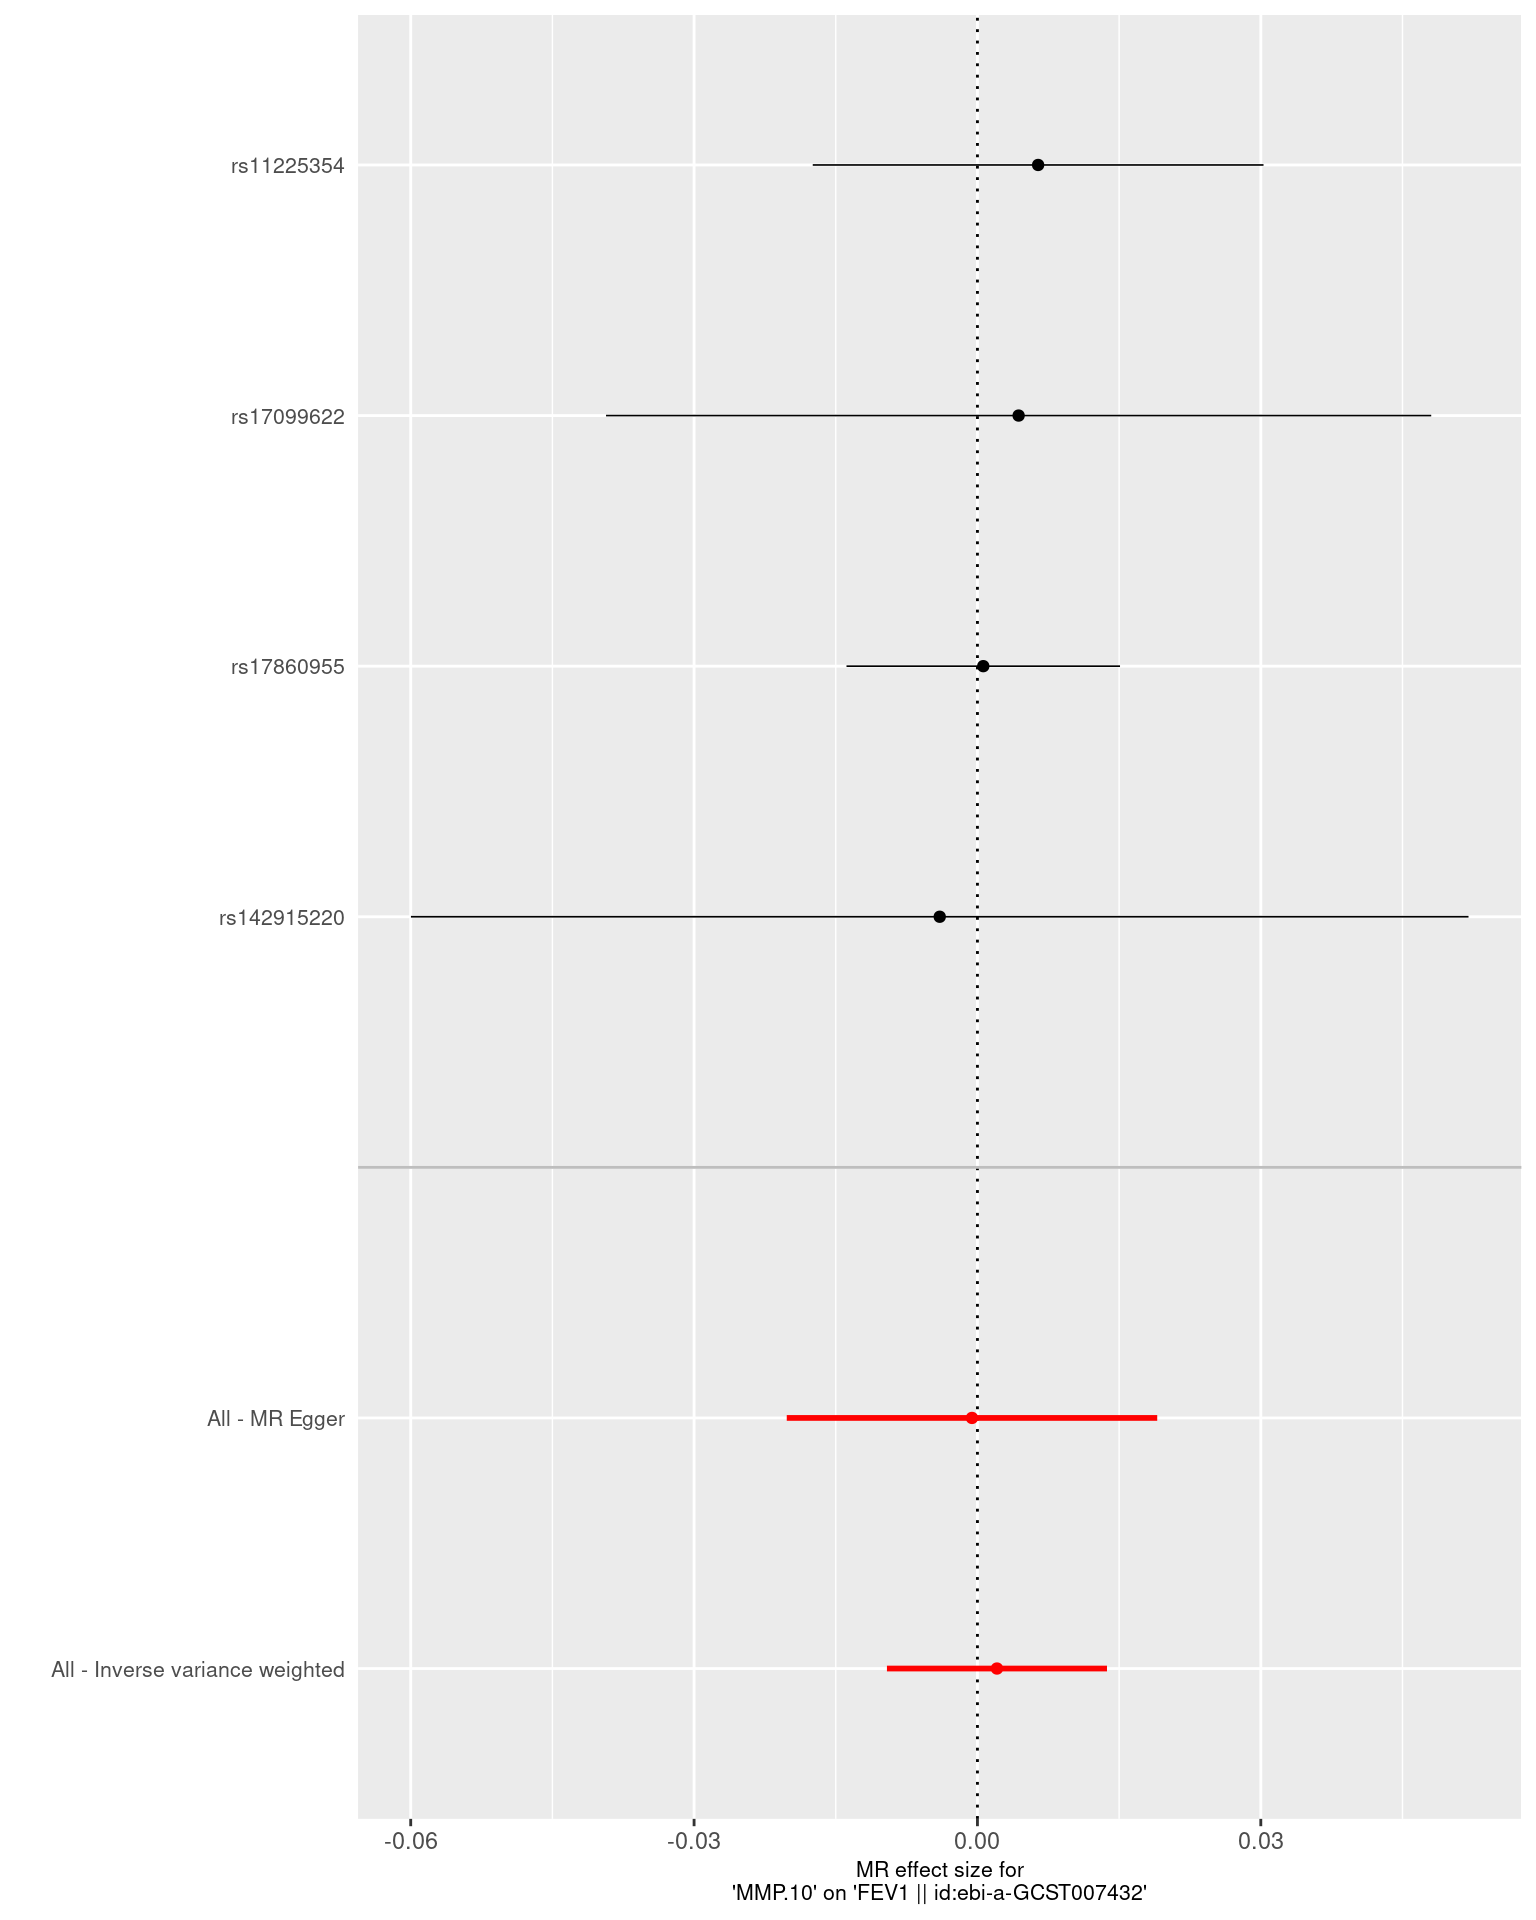 rs11225354
rs17099622
rs17860955
rs142915220
All - MR Egger
All - Inverse variance weighted
-0.06 -0.03 0.00 0.03
MR effect size for
'MMP.10' on 'FEV1 || id:ebi-a-GCST007432'